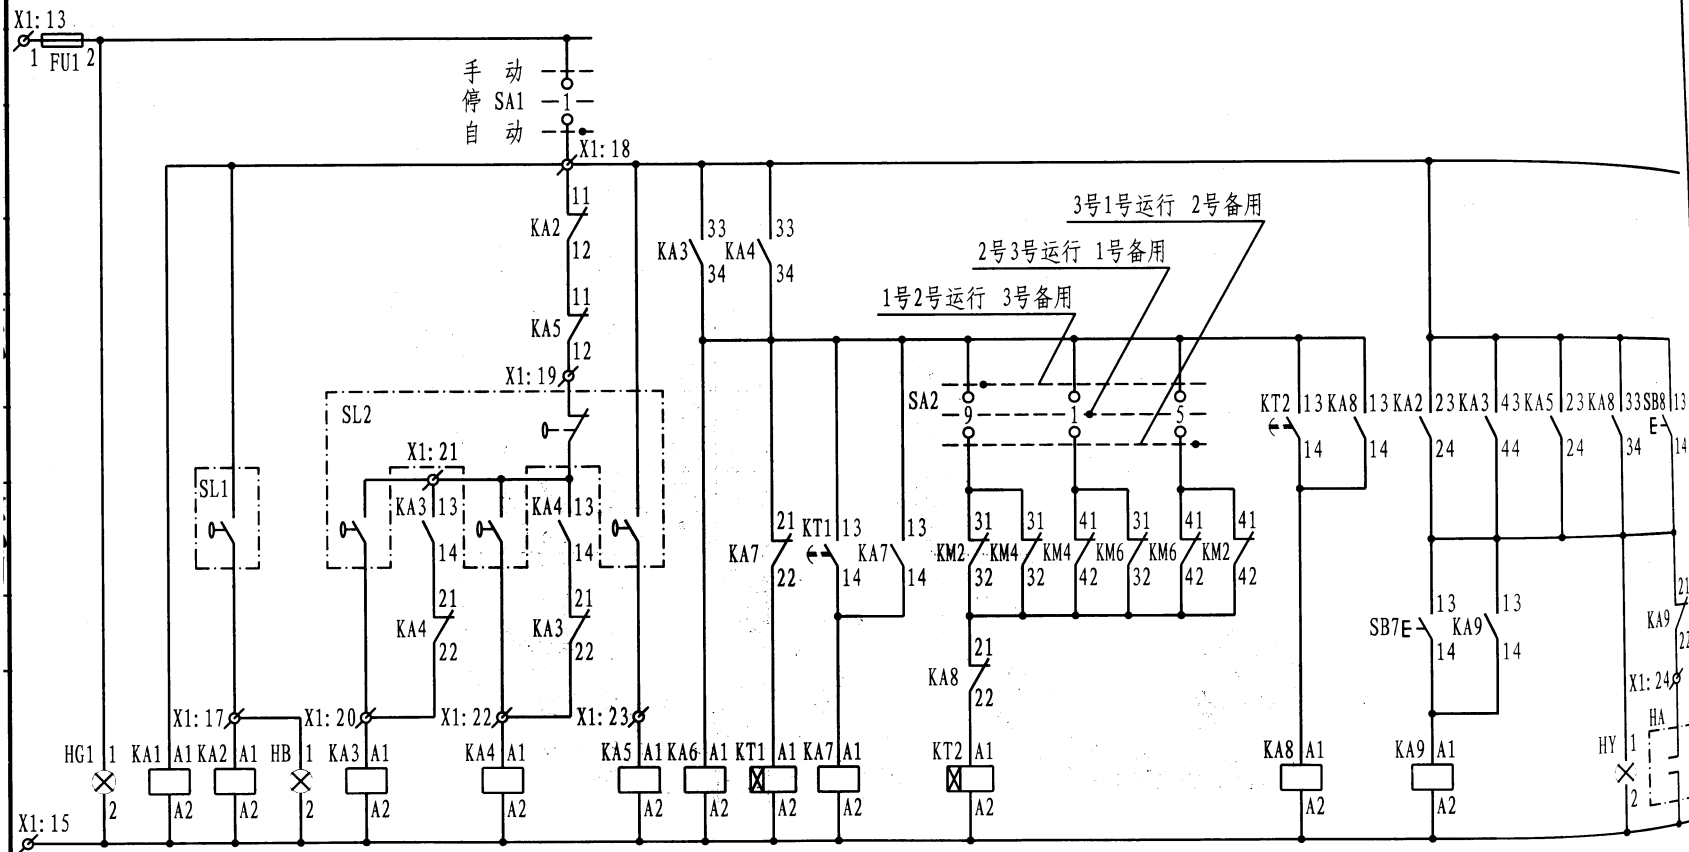 X1:13
1 FU1 2
手 动
停 SA1 1
自 动
X1:18
11
KA2
12
11
KA5
12
X1:19
33 33
KA3 KA4
34 34
3号1号运行 2号备用
2号3号运行 1号备用
1号2号运行 3号备用
SA2 9 1 5
SL2
X1:21
SL1
KA3 13 KA4 13
14 14
21 21
KA4 KA3
22 22
21 KT1 13 13
KA7 KA7
22 14 14
31 31 41 31 41 41
KM2 KM4 KM4 KM6 KM6 KM2
32 32 42 32 42 42
21
KA8
22
KT2 13 KA8 13 KA2 23 KA3 43 KA5 23 KA8 33 SB8 13
14 14 24 44 24 34 14
13 13
SB7 KA9
14 14
21
KA9
22
X1:24
HA
X1:17 X1:20 X1:22 X1:23
HG1 1 KA1 A1 KA2 A1 HB 1 KA3 A1 KA4 A1 KA5 A1 KA6 A1 KT1 A1 KA7 A1 KT2 A1 KA8 A1 KA9 A1 HY 1
2 A2 A2 2 A2 A2 A2 A2 A2 A2 A2 A2 A2 2
X1:15